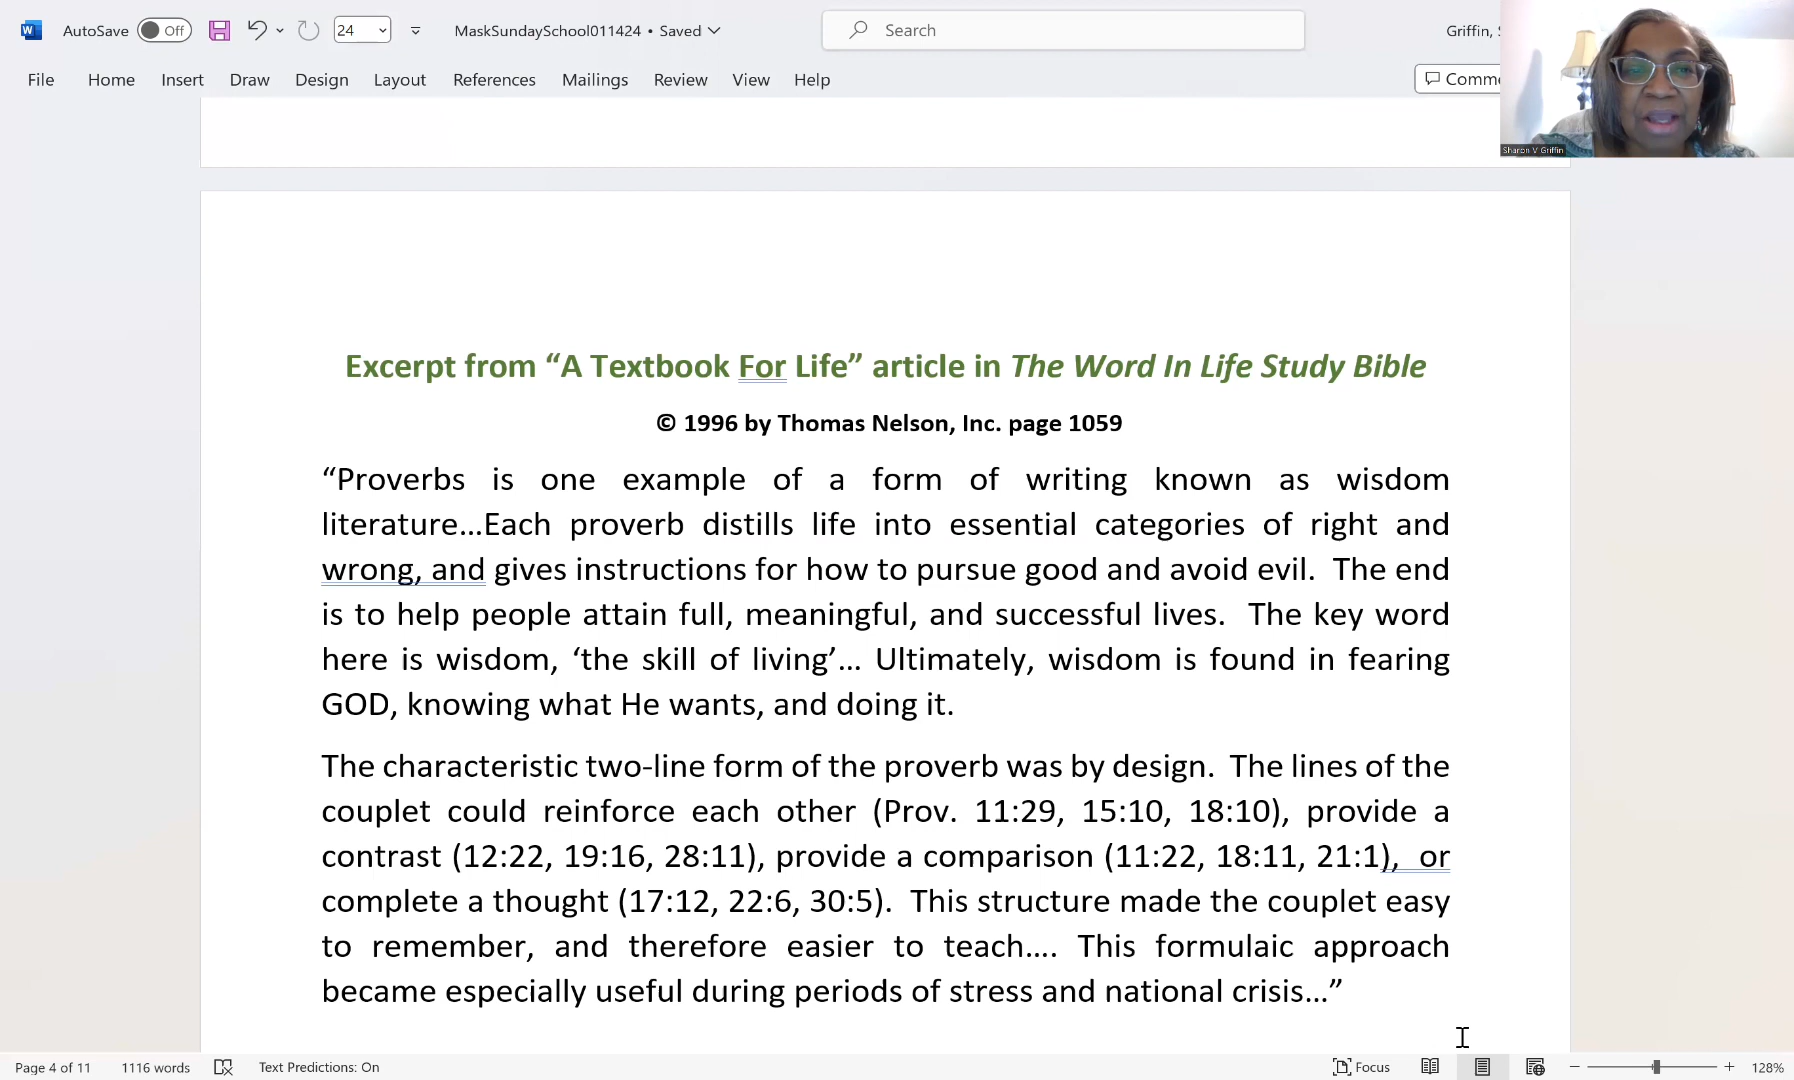 AutoSave Off 24 MaskSundaySchool011424 • Saved Search Griffin,
File Home Insert Draw Design Layout References Mailings Review View Help
Sharon V Griffin
Excerpt from “A Textbook For Life” article in The Word In Life Study Bible
© 1996 by Thomas Nelson, Inc. page 1059
“Proverbs is one example of a form of writing known as wisdom
literature...Each proverb distills life into essential categories of right and
wrong, and gives instructions for how to pursue good and avoid evil. The end
is to help people attain full, meaningful, and successful lives. The key word
here is wisdom, ‘the skill of living’... Ultimately, wisdom is found in fearing
GOD, knowing what He wants, and doing it.
The characteristic two-line form of the proverb was by design. The lines of the
couplet could reinforce each other (Prov. 11:29, 15:10, 18:10), provide a
contrast (12:22, 19:16, 28:11), provide a comparison (11:22, 18:11, 21:1), or
complete a thought (17:12, 22:6, 30:5). This structure made the couplet easy
to remember, and therefore easier to teach.... This formulaic approach
became especially useful during periods of stress and national crisis...”
Page 4 of 11 1116 words Text Predictions: On Focus 128%